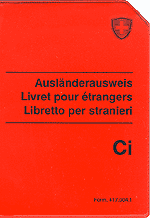 Ausländerausweis
Livret pour étrangers
Libretto per stranieri
Ci